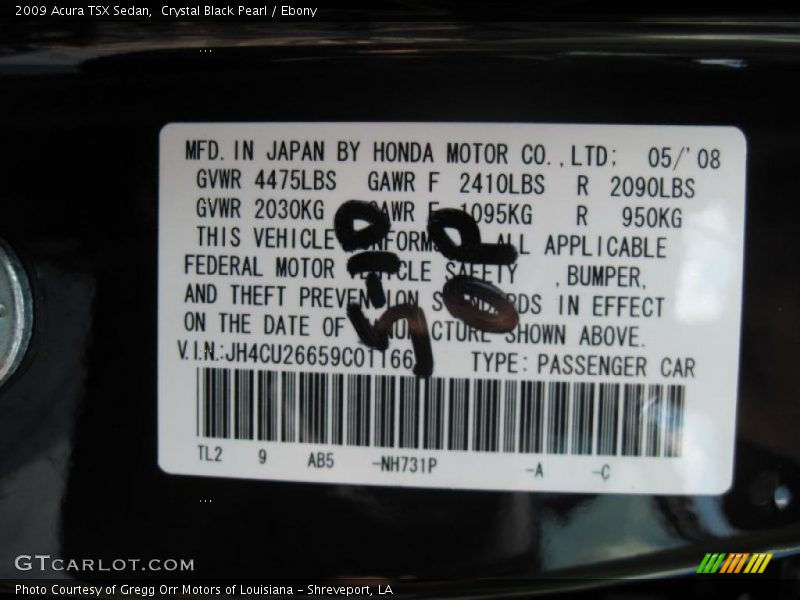 2009 Acura TSX Sedan,  Crystal Black Pearl / Ebony
MFD. IN JAPAN BY HONDA MOTOR CO.,LTD; 05/'08
GVWR 4475LBS GAWR F 2410LBS R 2090LBS
GVWR 2030KG GAWR F 1095KG R 950KG
THIS VEHICLE CONFORMS ALL APPLICABLE
FEDERAL MOTOR VEHICLE SAFETY ,BUMPER,
AND THEFT PREVENTION STANDARDS IN EFFECT
ON THE DATE OF MANUFACTURE SHOWN ABOVE.
V.I.N.: TYPE: PASSENGER CAR
TL2 9 AB5 -NH731P -A -C
GTCARLOT.COM
Photo Courtesy of Gregg Orr Motors of Louisiana - Shreveport, LA